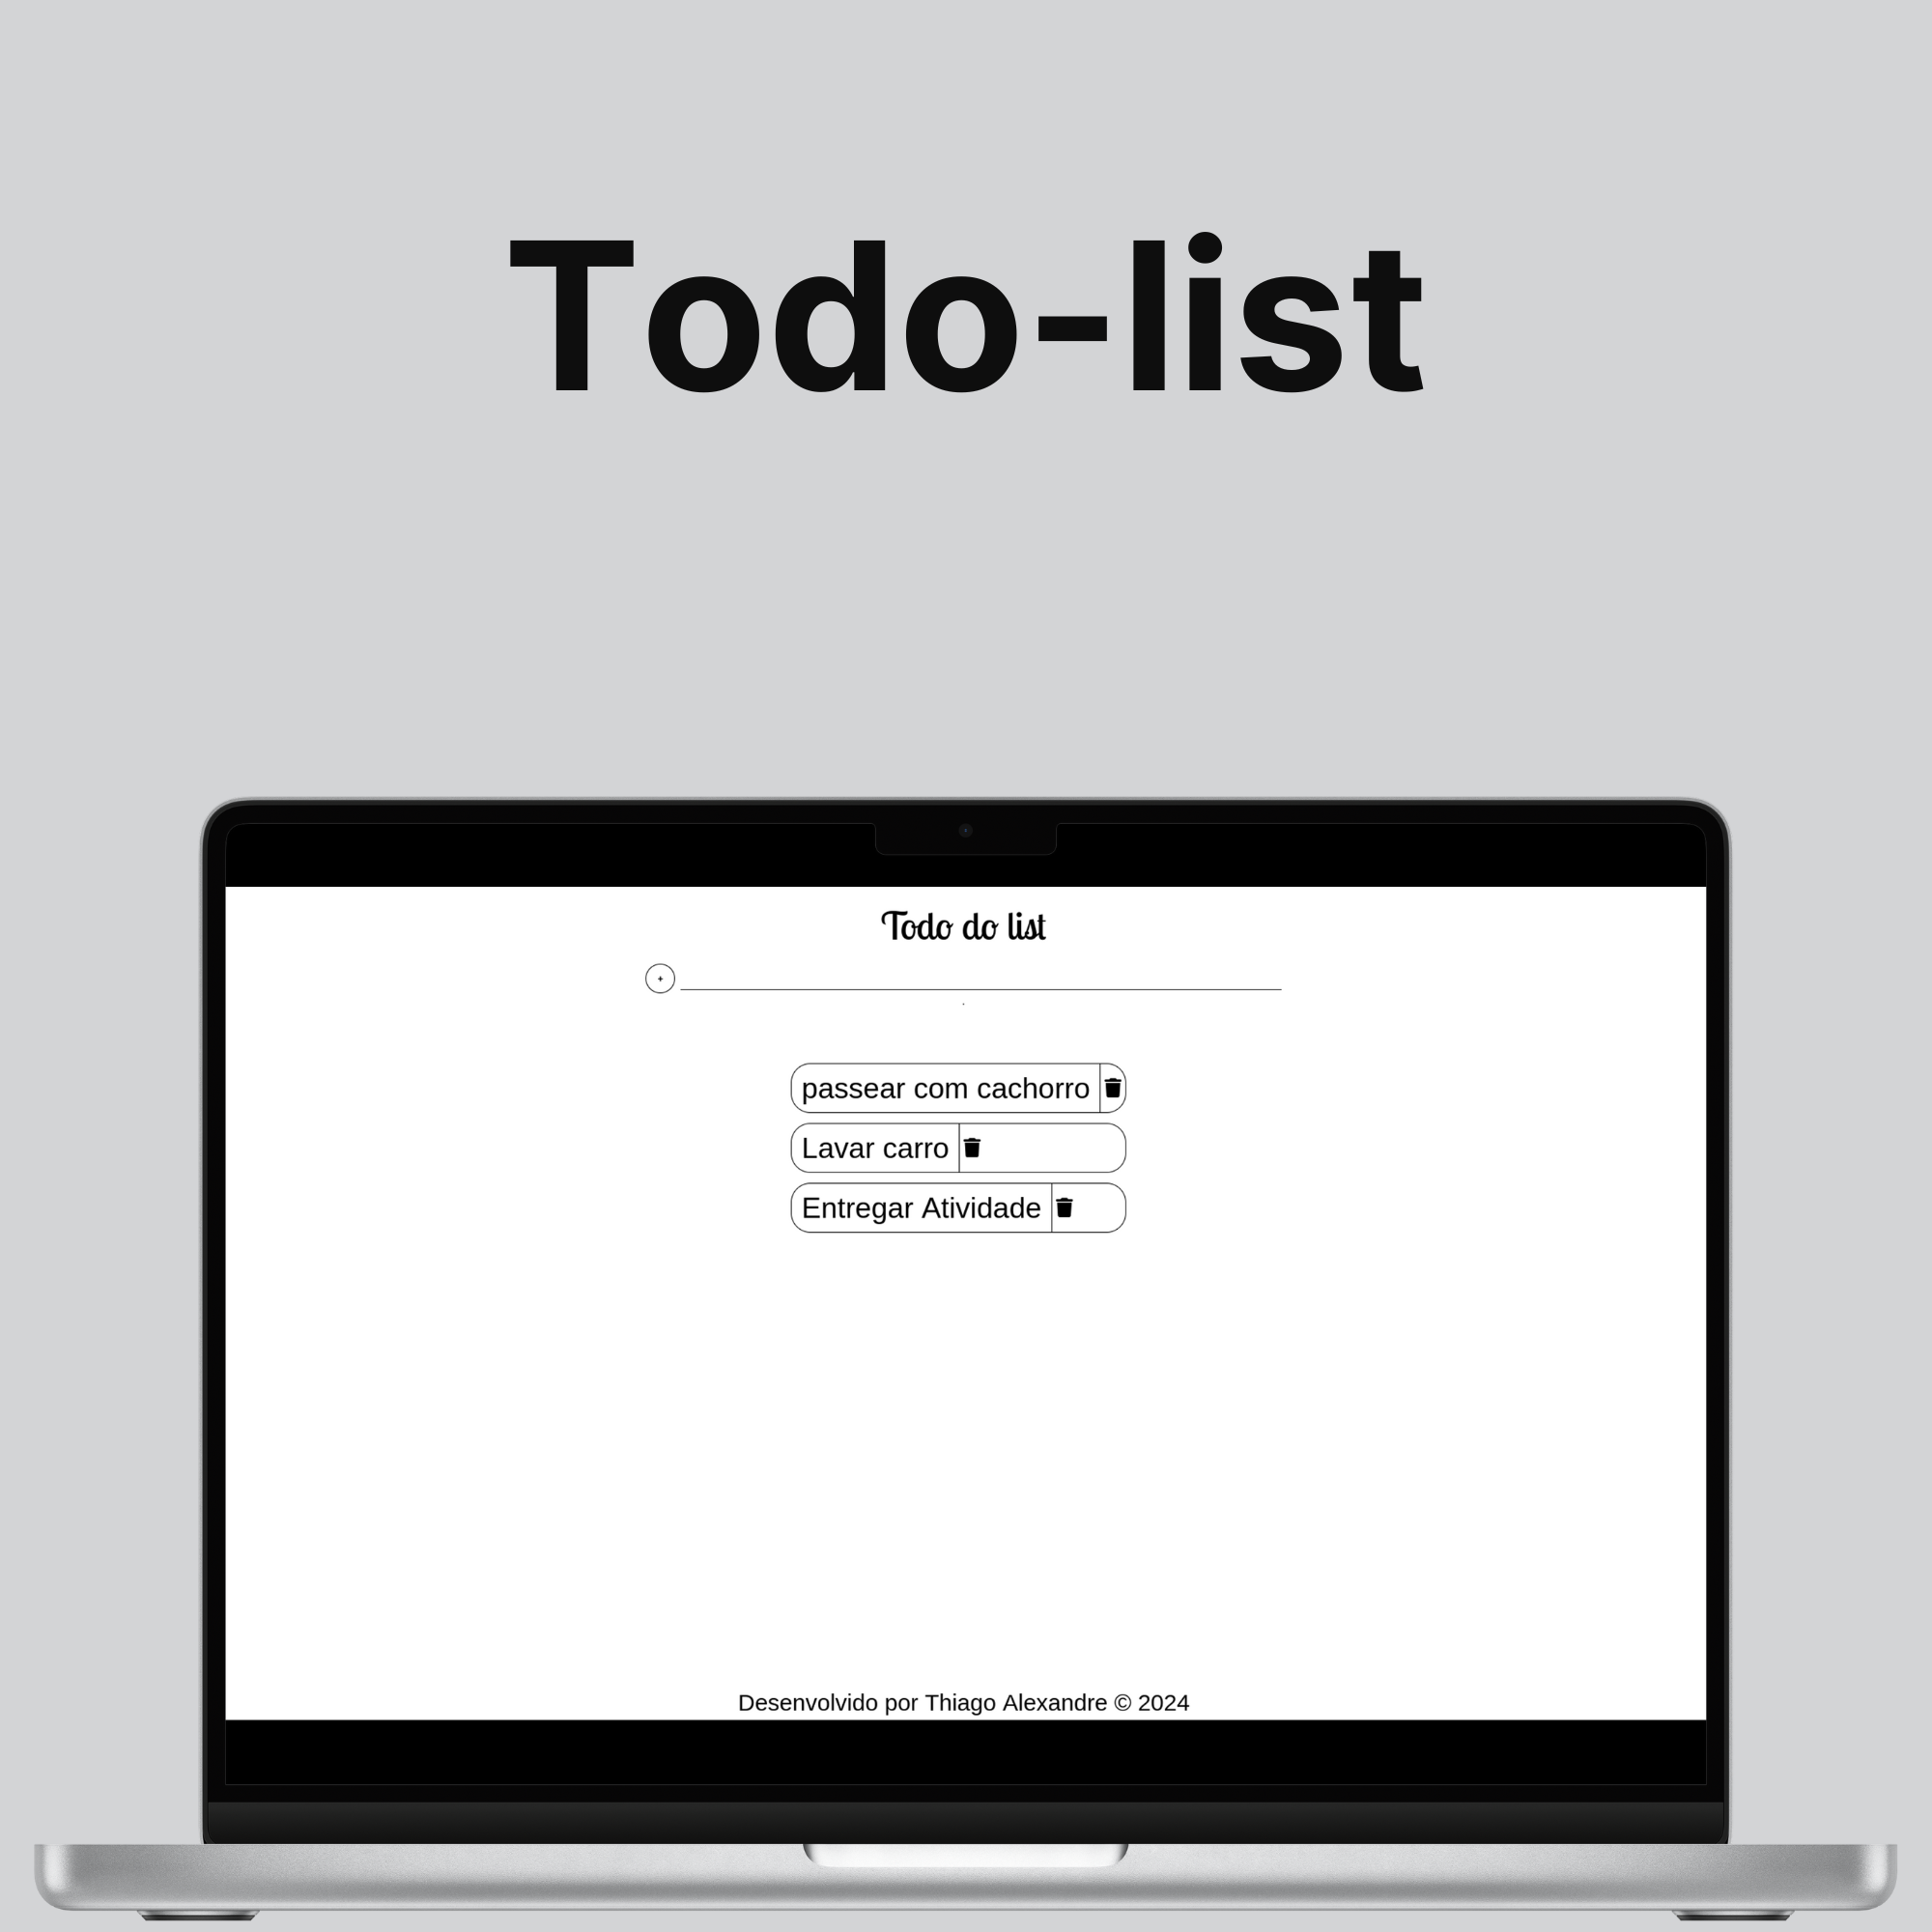 Todo-list
Todo do list
+
passear com cachorro
Lavar carro
Entregar Atividade
Desenvolvido por Thiago Alexandre © 2024